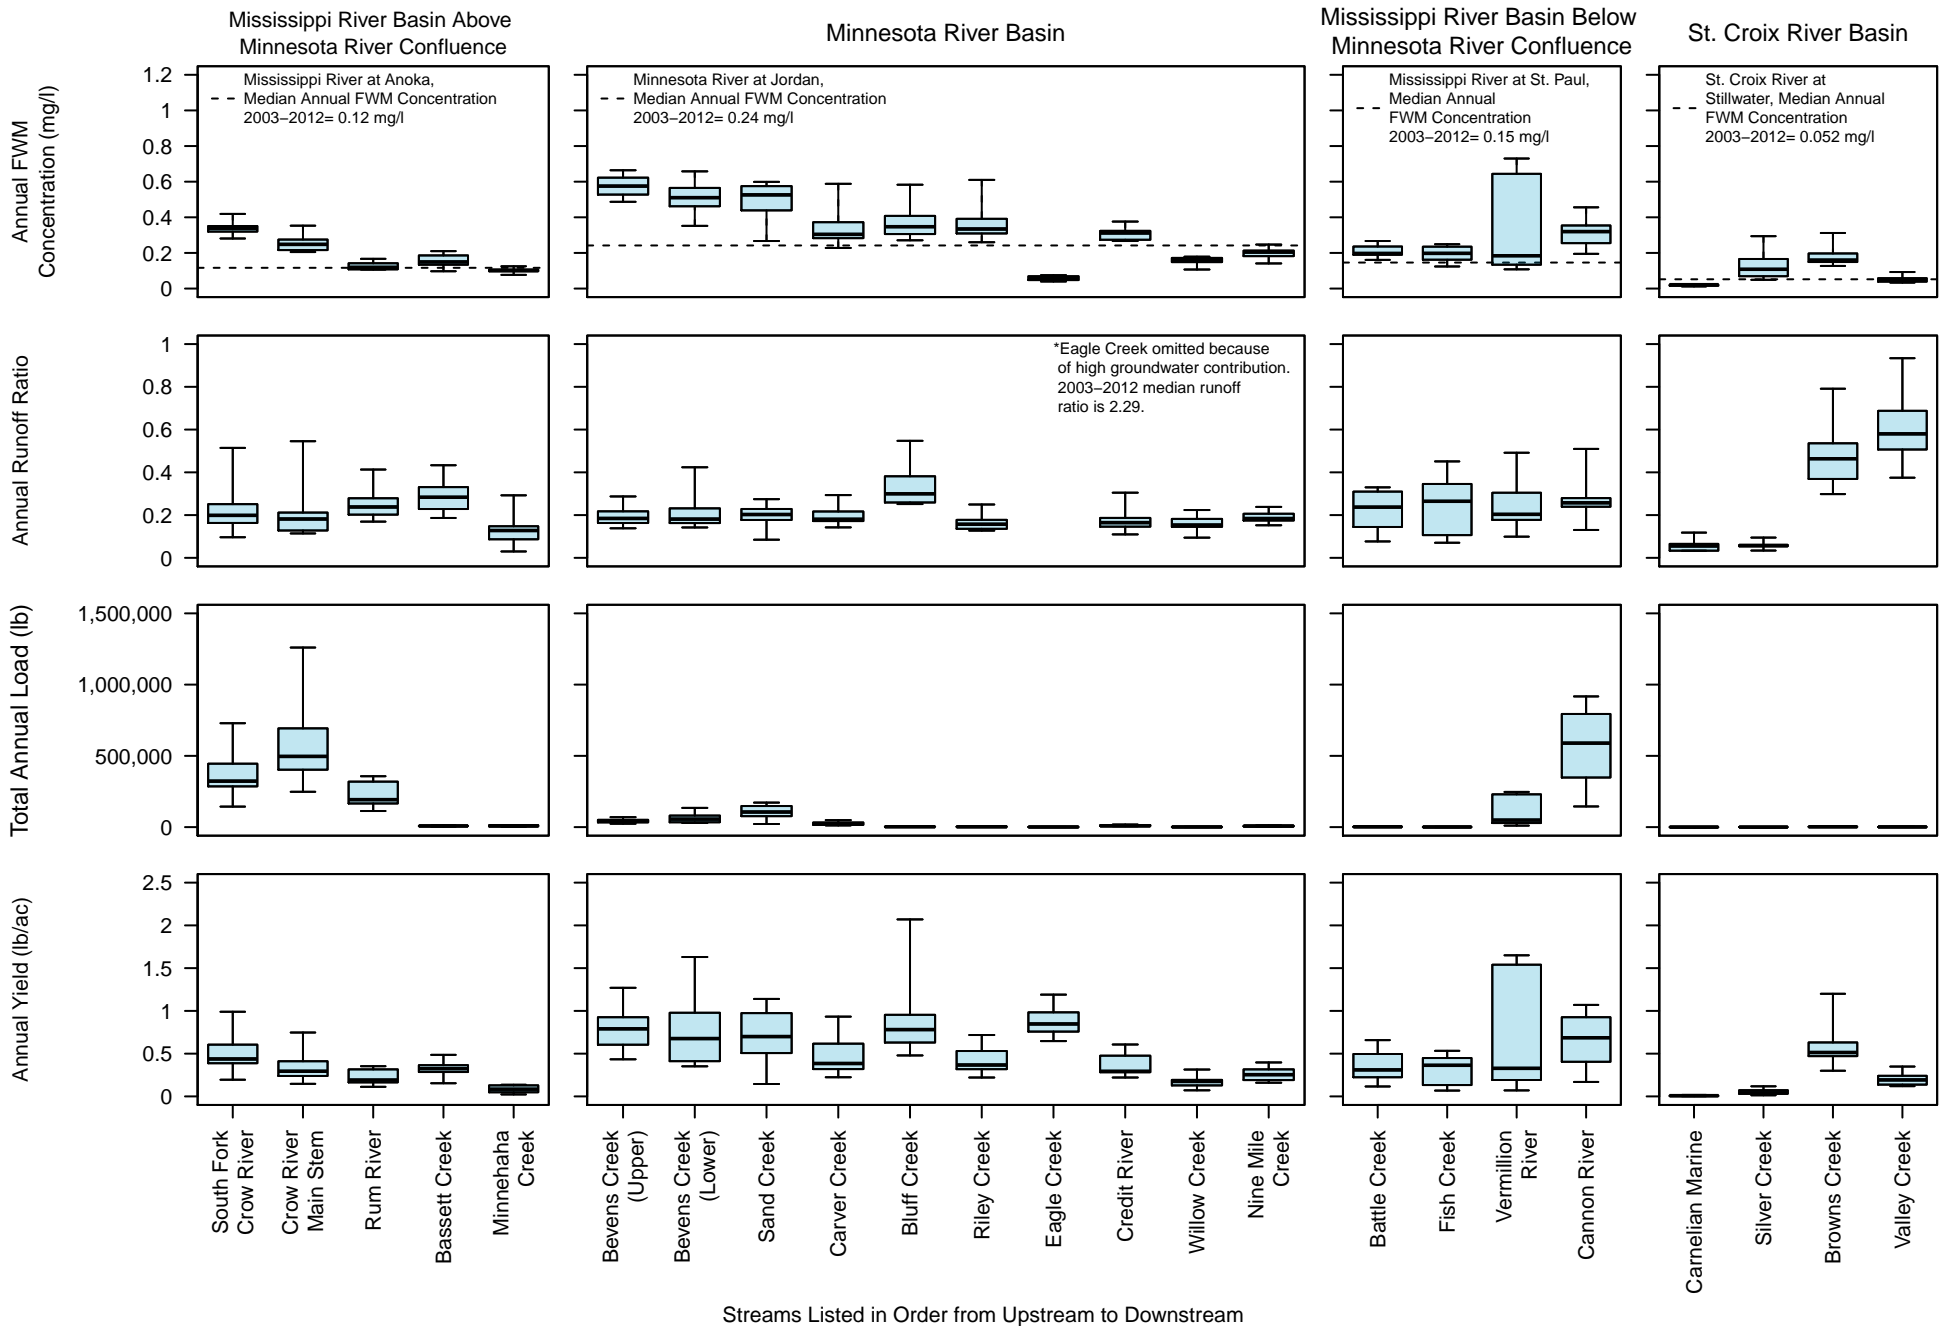 Mississippi River Basin Above
Minnesota River Confluence
Minnesota River Basin
Mississippi River Basin Below
Minnesota River Confluence
St. Croix River Basin
Annual FWM
Concentration (mg/l)
1.2
1
0.8
0.6
0.4
0.2
0
Mississippi River at Anoka,
Median Annual FWM Concentration
2003−2012= 0.12 mg/l
Minnesota River at Jordan,
Median Annual FWM Concentration
2003−2012= 0.24 mg/l
Mississippi River at St. Paul,
Median Annual
FWM Concentration
2003−2012= 0.15 mg/l
St. Croix River at
Stillwater, Median Annual
FWM Concentration
2003−2012= 0.052 mg/l
Annual Runoff Ratio
1
0.8
0.6
0.4
0.2
0
*Eagle Creek omitted because
of high groundwater contribution.
2003−2012 median runoff
ratio is 2.29.
Total Annual Load (lb)
1,500,000
1,000,000
500,000
0
Annual Yield (lb/ac)
2.5
2
1.5
1
0.5
0
South Fork
Crow River
Crow River
Main Stem
Rum River
Bassett Creek
Minnehaha
Creek
Bevens Creek
(Upper)
Bevens Creek
(Lower)
Sand Creek
Carver Creek
Bluff Creek
Riley Creek
Eagle Creek
Credit River
Willow Creek
Nine Mile
Creek
Battle Creek
Fish Creek
Vermillion
River
Cannon River
Carnelian Marine
Silver Creek
Browns Creek
Valley Creek
Streams Listed in Order from Upstream to Downstream